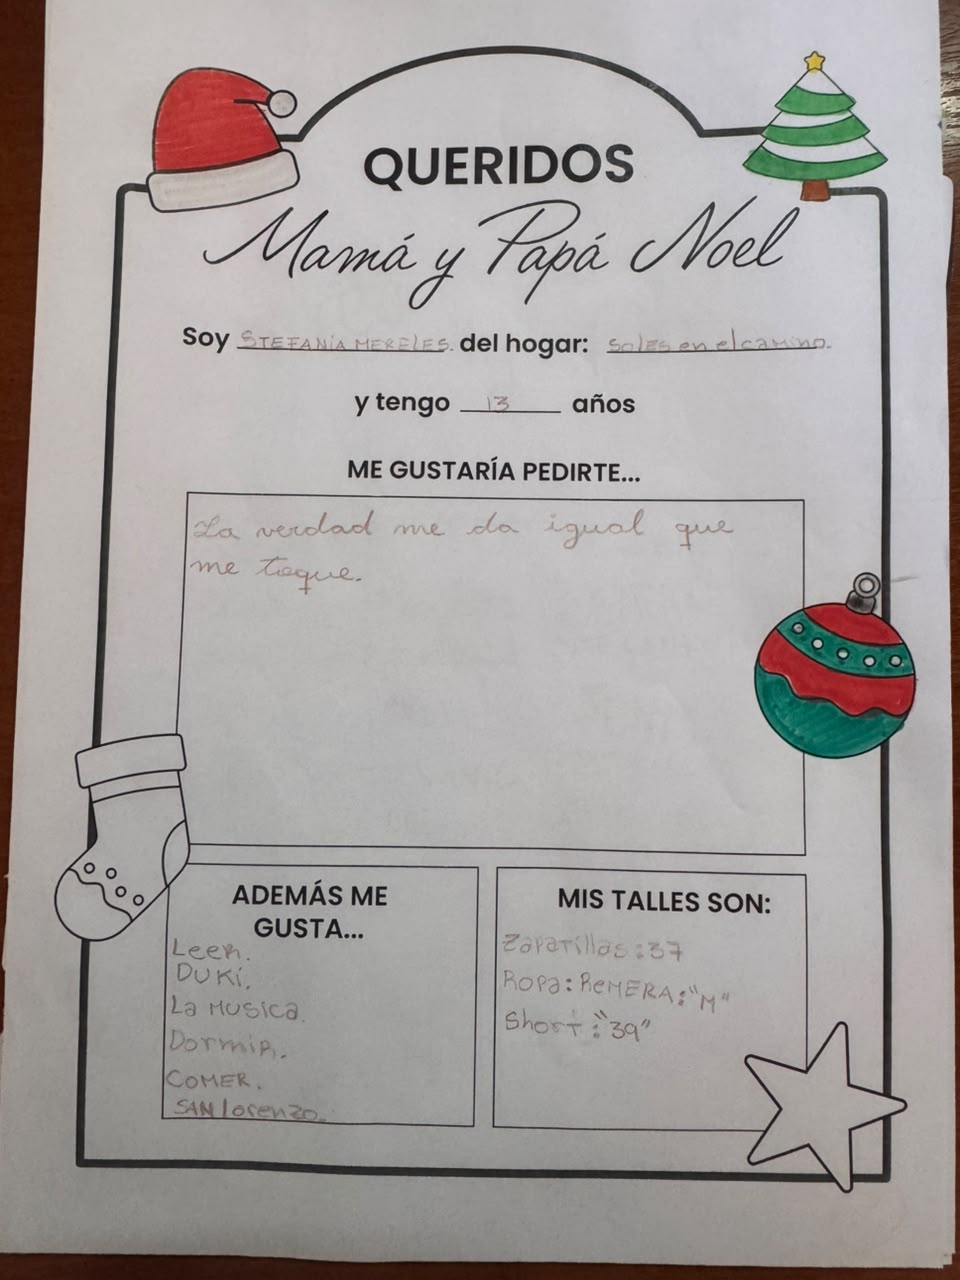 QUERIDOS
Mamá y Papá Noel
Soy STEFANÍA MERELES. del hogar: soles en el camino.
y tengo 13 años
ME GUSTARÍA PEDIRTE...
La verdad me da igual que
me toque.
ADEMÁS ME
GUSTA...
Leer.
DUKI.
La MUSICA.
Dormir.
COMER.
SAN lorenzo.
MIS TALLES SON:
Zapatillas: 37
Ropa: ReMERA: "M"
Short: "39"